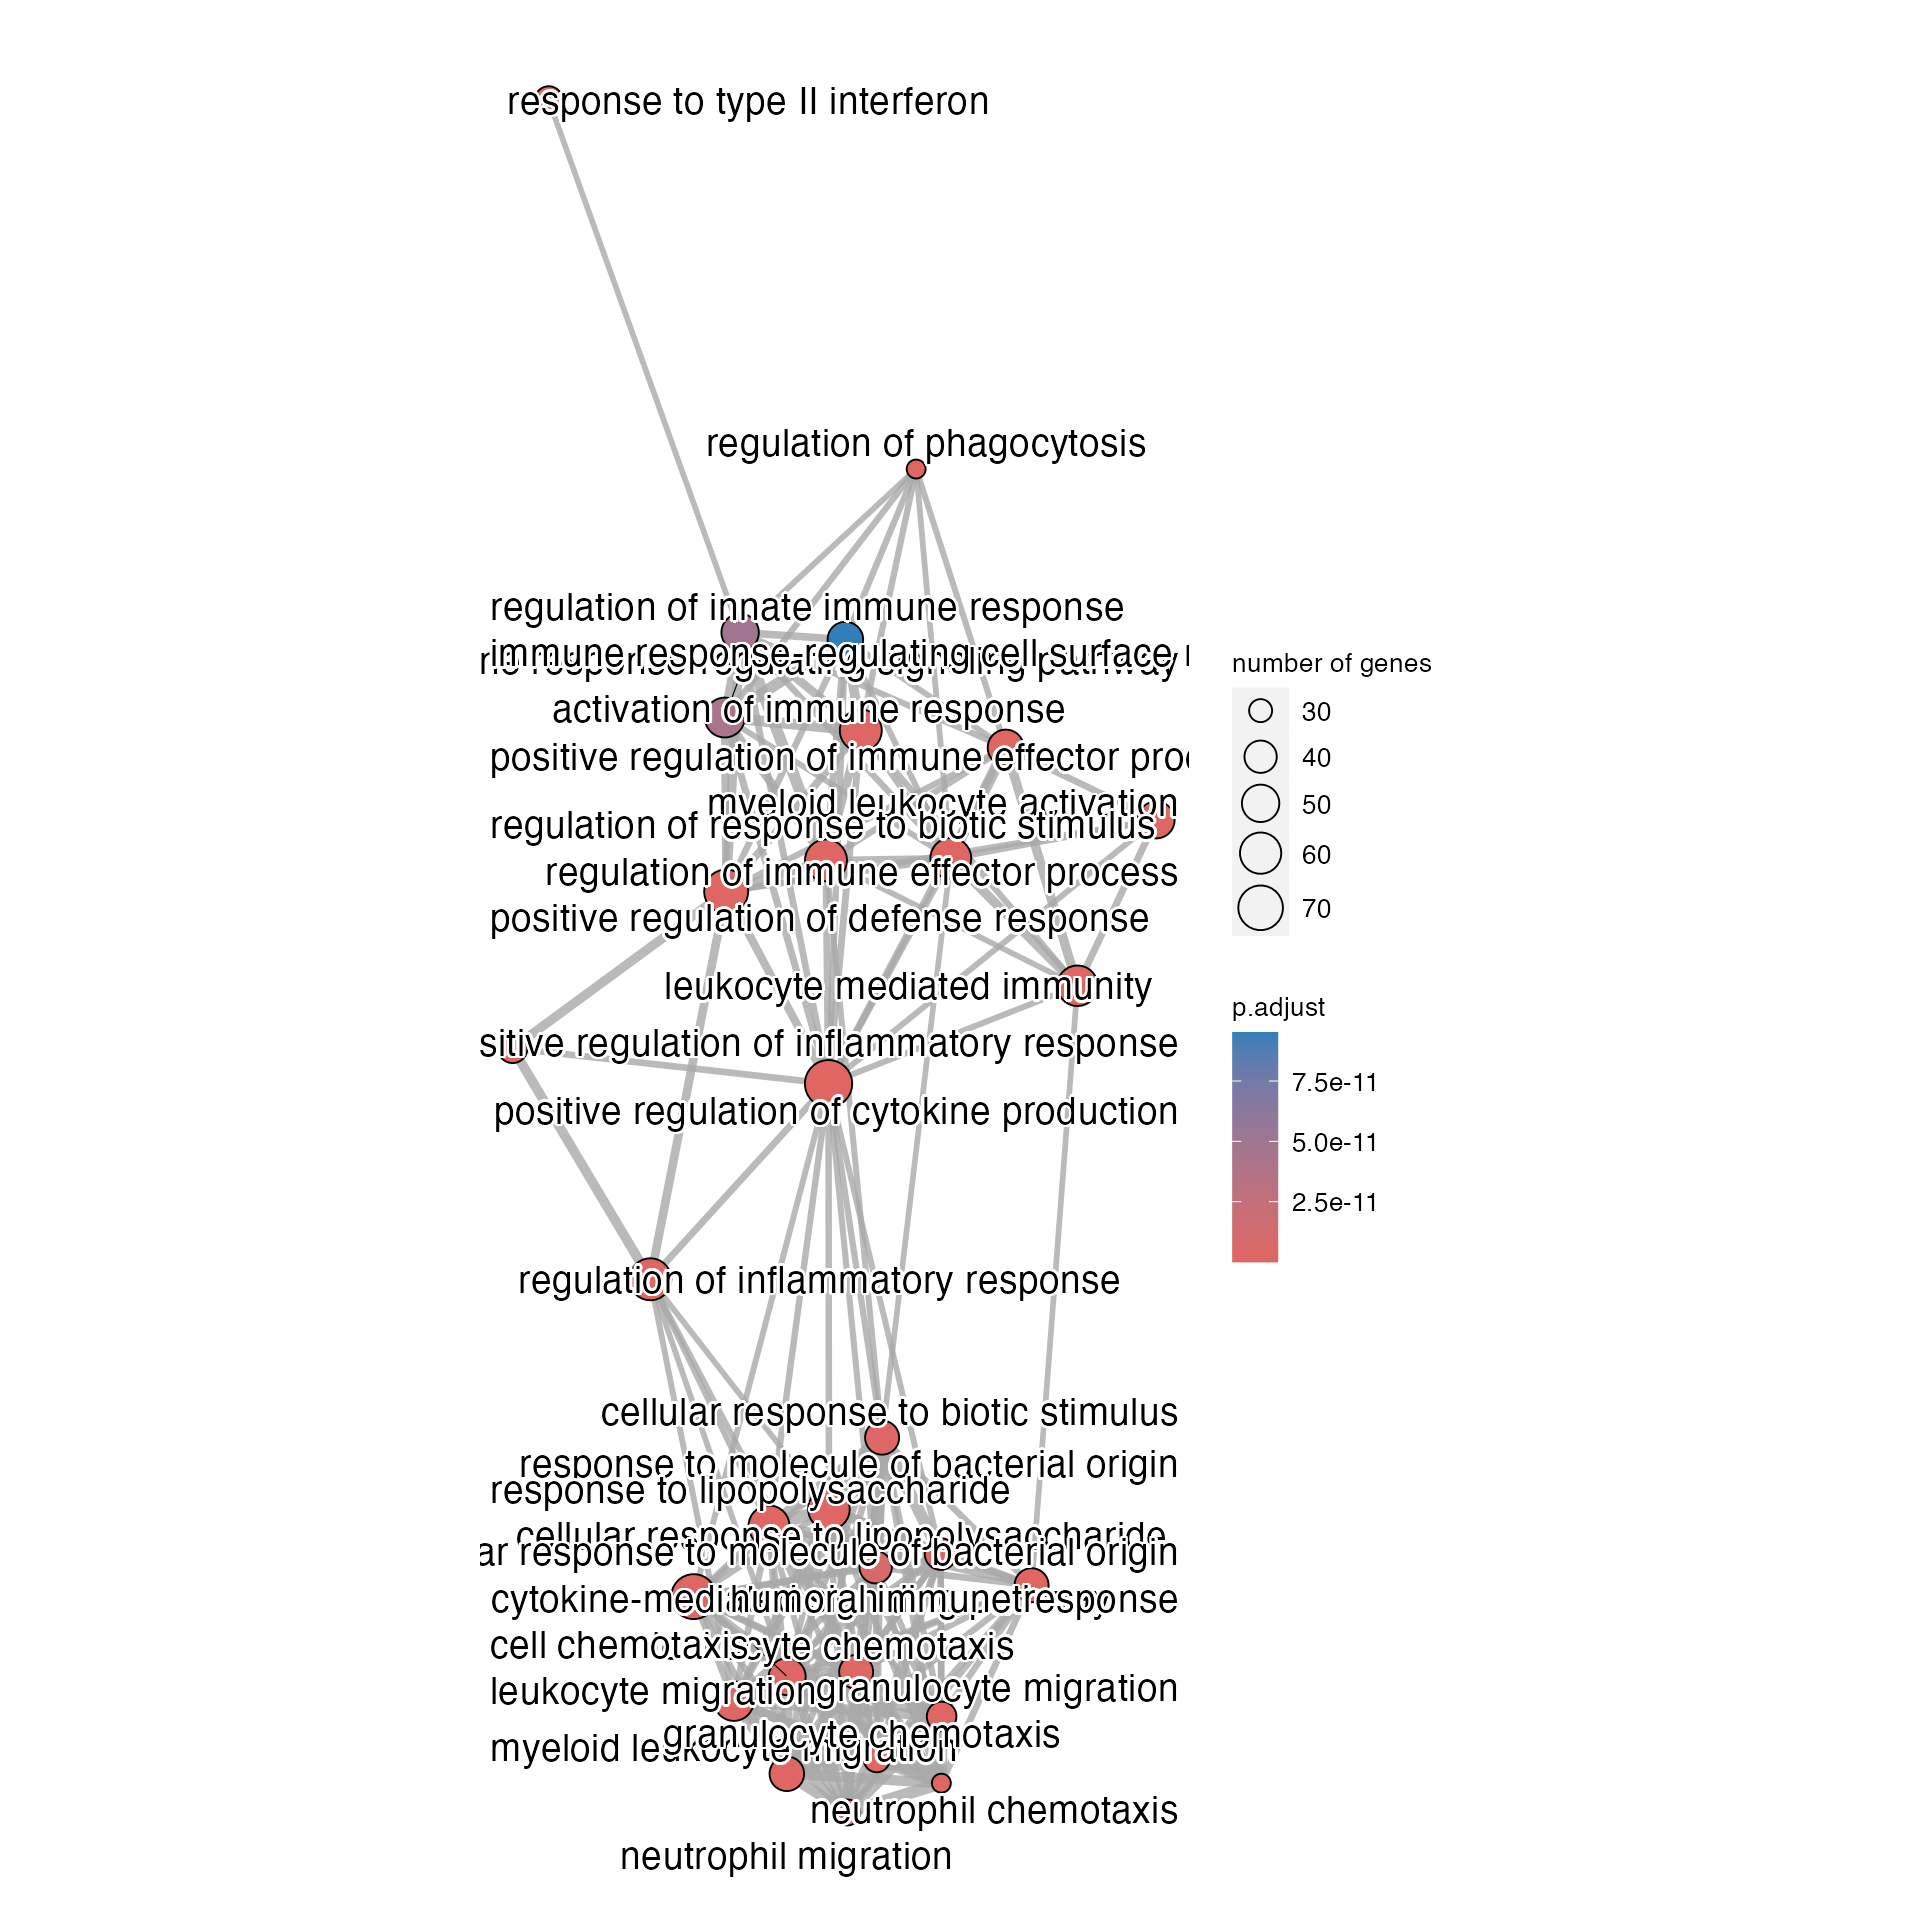 response to type II interferon
regulation of phagocytosis
regulation of innate immune response
immune response-regulating cell surface
signaling pathway
activation of immune response
positive regulation of immune effector
myeloid leukocyte activation
regulation of response to biotic stimulus
regulation of immune effector process
positive regulation of defense response
leukocyte mediated immunity
sitive regulation of inflammatory response
positive regulation of cytokine production
regulation of inflammatory response
cellular response to biotic stimulus
response to molecule of bacterial origin
response to lipopolysaccharide
cellular response to lipopolysaccharide
ar response to molecule of bacterial origin
humoral immune response
cell chemotaxis
chemotaxis
leukocyte migration
granulocyte migration
granulocyte chemotaxis
myeloid leukocyte migration
neutrophil chemotaxis
neutrophil migration
number of genes
30
40
50
60
70
p.adjust
7.5e-11
5.0e-11
2.5e-11